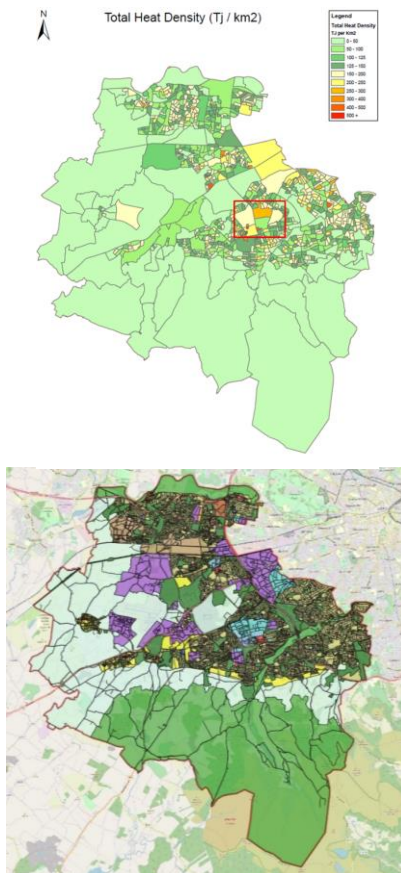 Total Heat Density (Tj / km2)
N
Legend
Total Heat Density
TJ per Km2
0 - 50
50 - 100
100 - 125
125 - 150
150 - 200
200 - 250
250 - 300
300 - 400
400 - 500
500 +